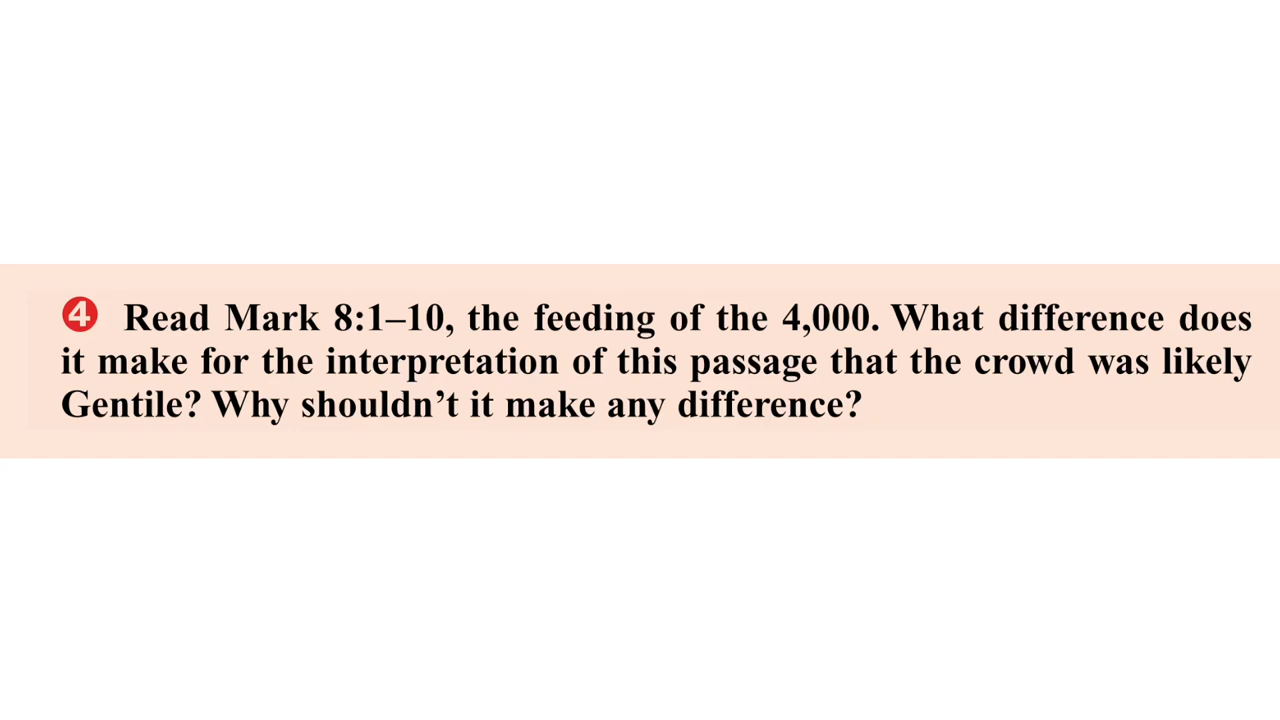 ❹ Read Mark 8:1–10, the feeding of the 4,000. What difference does
it make for the interpretation of this passage that the crowd was likely
Gentile? Why shouldn’t it make any difference?